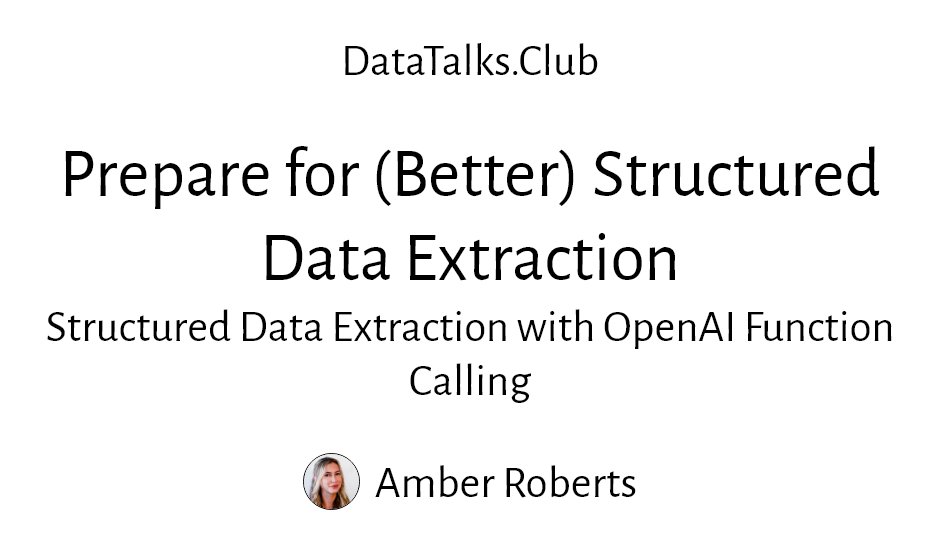 DataTalks.Club
Prepare for (Better) Structured
Data Extraction
Structured Data Extraction with OpenAI Function
Calling
Amber Roberts